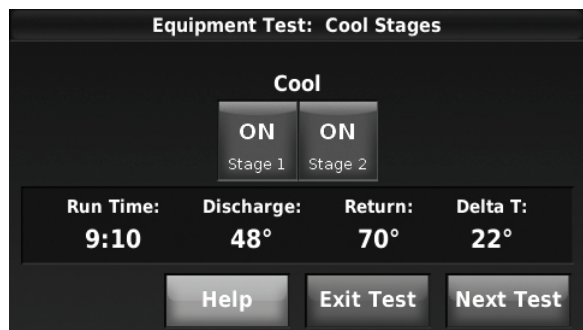 Equipment Test: Cool Stages
Cool
ON ON
Stage 1 Stage 2
Run Time: Discharge: Return: Delta T:
9:10 48° 70° 22°
Help Exit Test Next Test